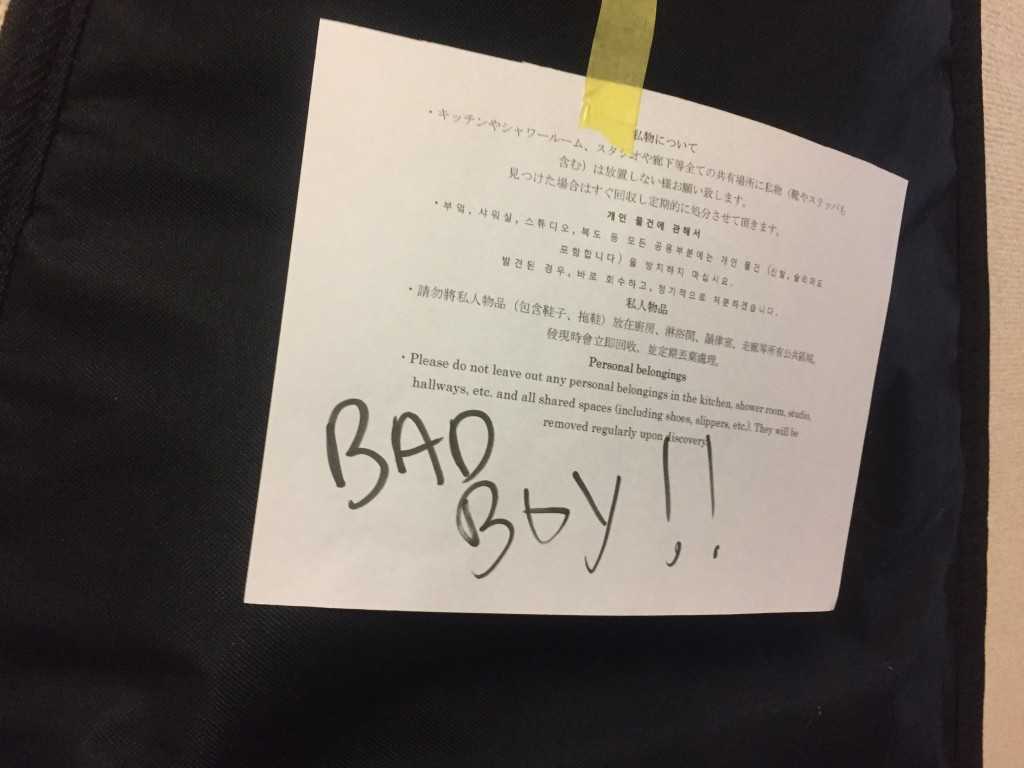 私物について
・キッチンやシャワールーム、スタジオや廊下等全ての共有場所に私物（靴やスリッパも
含む）は放置しない様お願い致します。
見つけた場合はすぐ回収し定期的に処分させて頂きます。
개인 물건에 관해서
・부엌, 샤워실, 스튜디오, 복도 등 모든 공용부분에는 개인 물건 (신발, 슬리퍼도
포함합니다) 을 방치하지 마십시요.
발견된 경우, 바로 회수하고, 정기적으로 처분하겠습니다.
私人物品
・請勿將私人物品（包含鞋子、拖鞋）放在廚房、淋浴間、韻律室、走廊等所有公共區域,
發現時會立即回收、並定期丟棄處理。
Personal belongings
・Please do not leave out any personal belongings in the kitchen, shower room, studio,
hallways, etc. and all shared spaces (including shoes, slippers, etc.). They will be
removed regularly upon discovery.
BAD
BOY!!